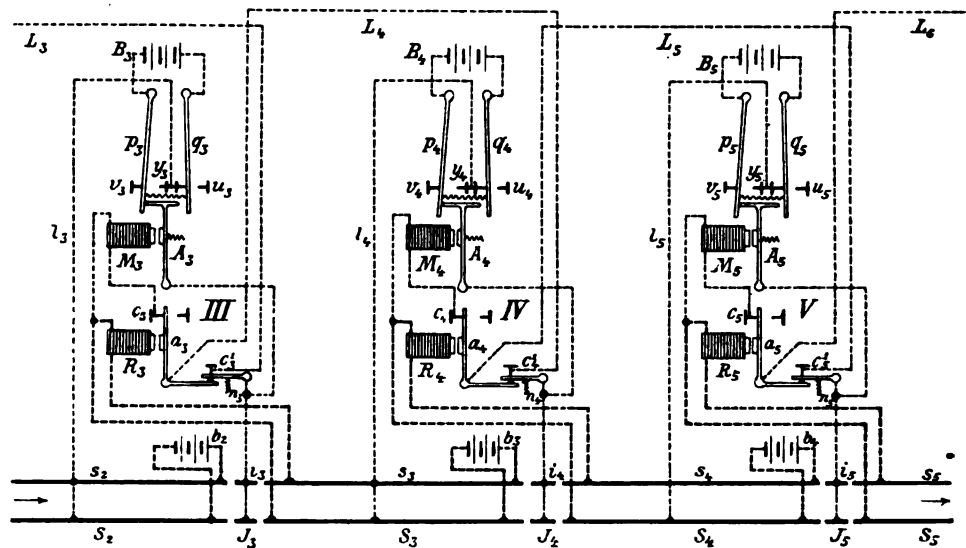 L₃ L₄ L₅ L₆
B₃ B₄ B₅
p₃ q₃ p₄ q₄ p₅ q₅
v₃ y₃ u₃ v₄ y₄ u₄ v₅ y₅ u₅
l₃ l₄ l₅
M₃ A₃ M₄ A₄ M₅ A₅
c₃ III c₄ IV c₅ V
R₃ a₃ c₃ⁱ R₄ a₄ c₄ⁱ R₅ a₅ c₅ⁱ
n₃ n₄ n₅
b₂ b₃ b₄
s₂ i₃ s₃ i₄ s₄ i₅ s₅
S₂ J₃ S₃ J₄ S₄ J₅ S₅